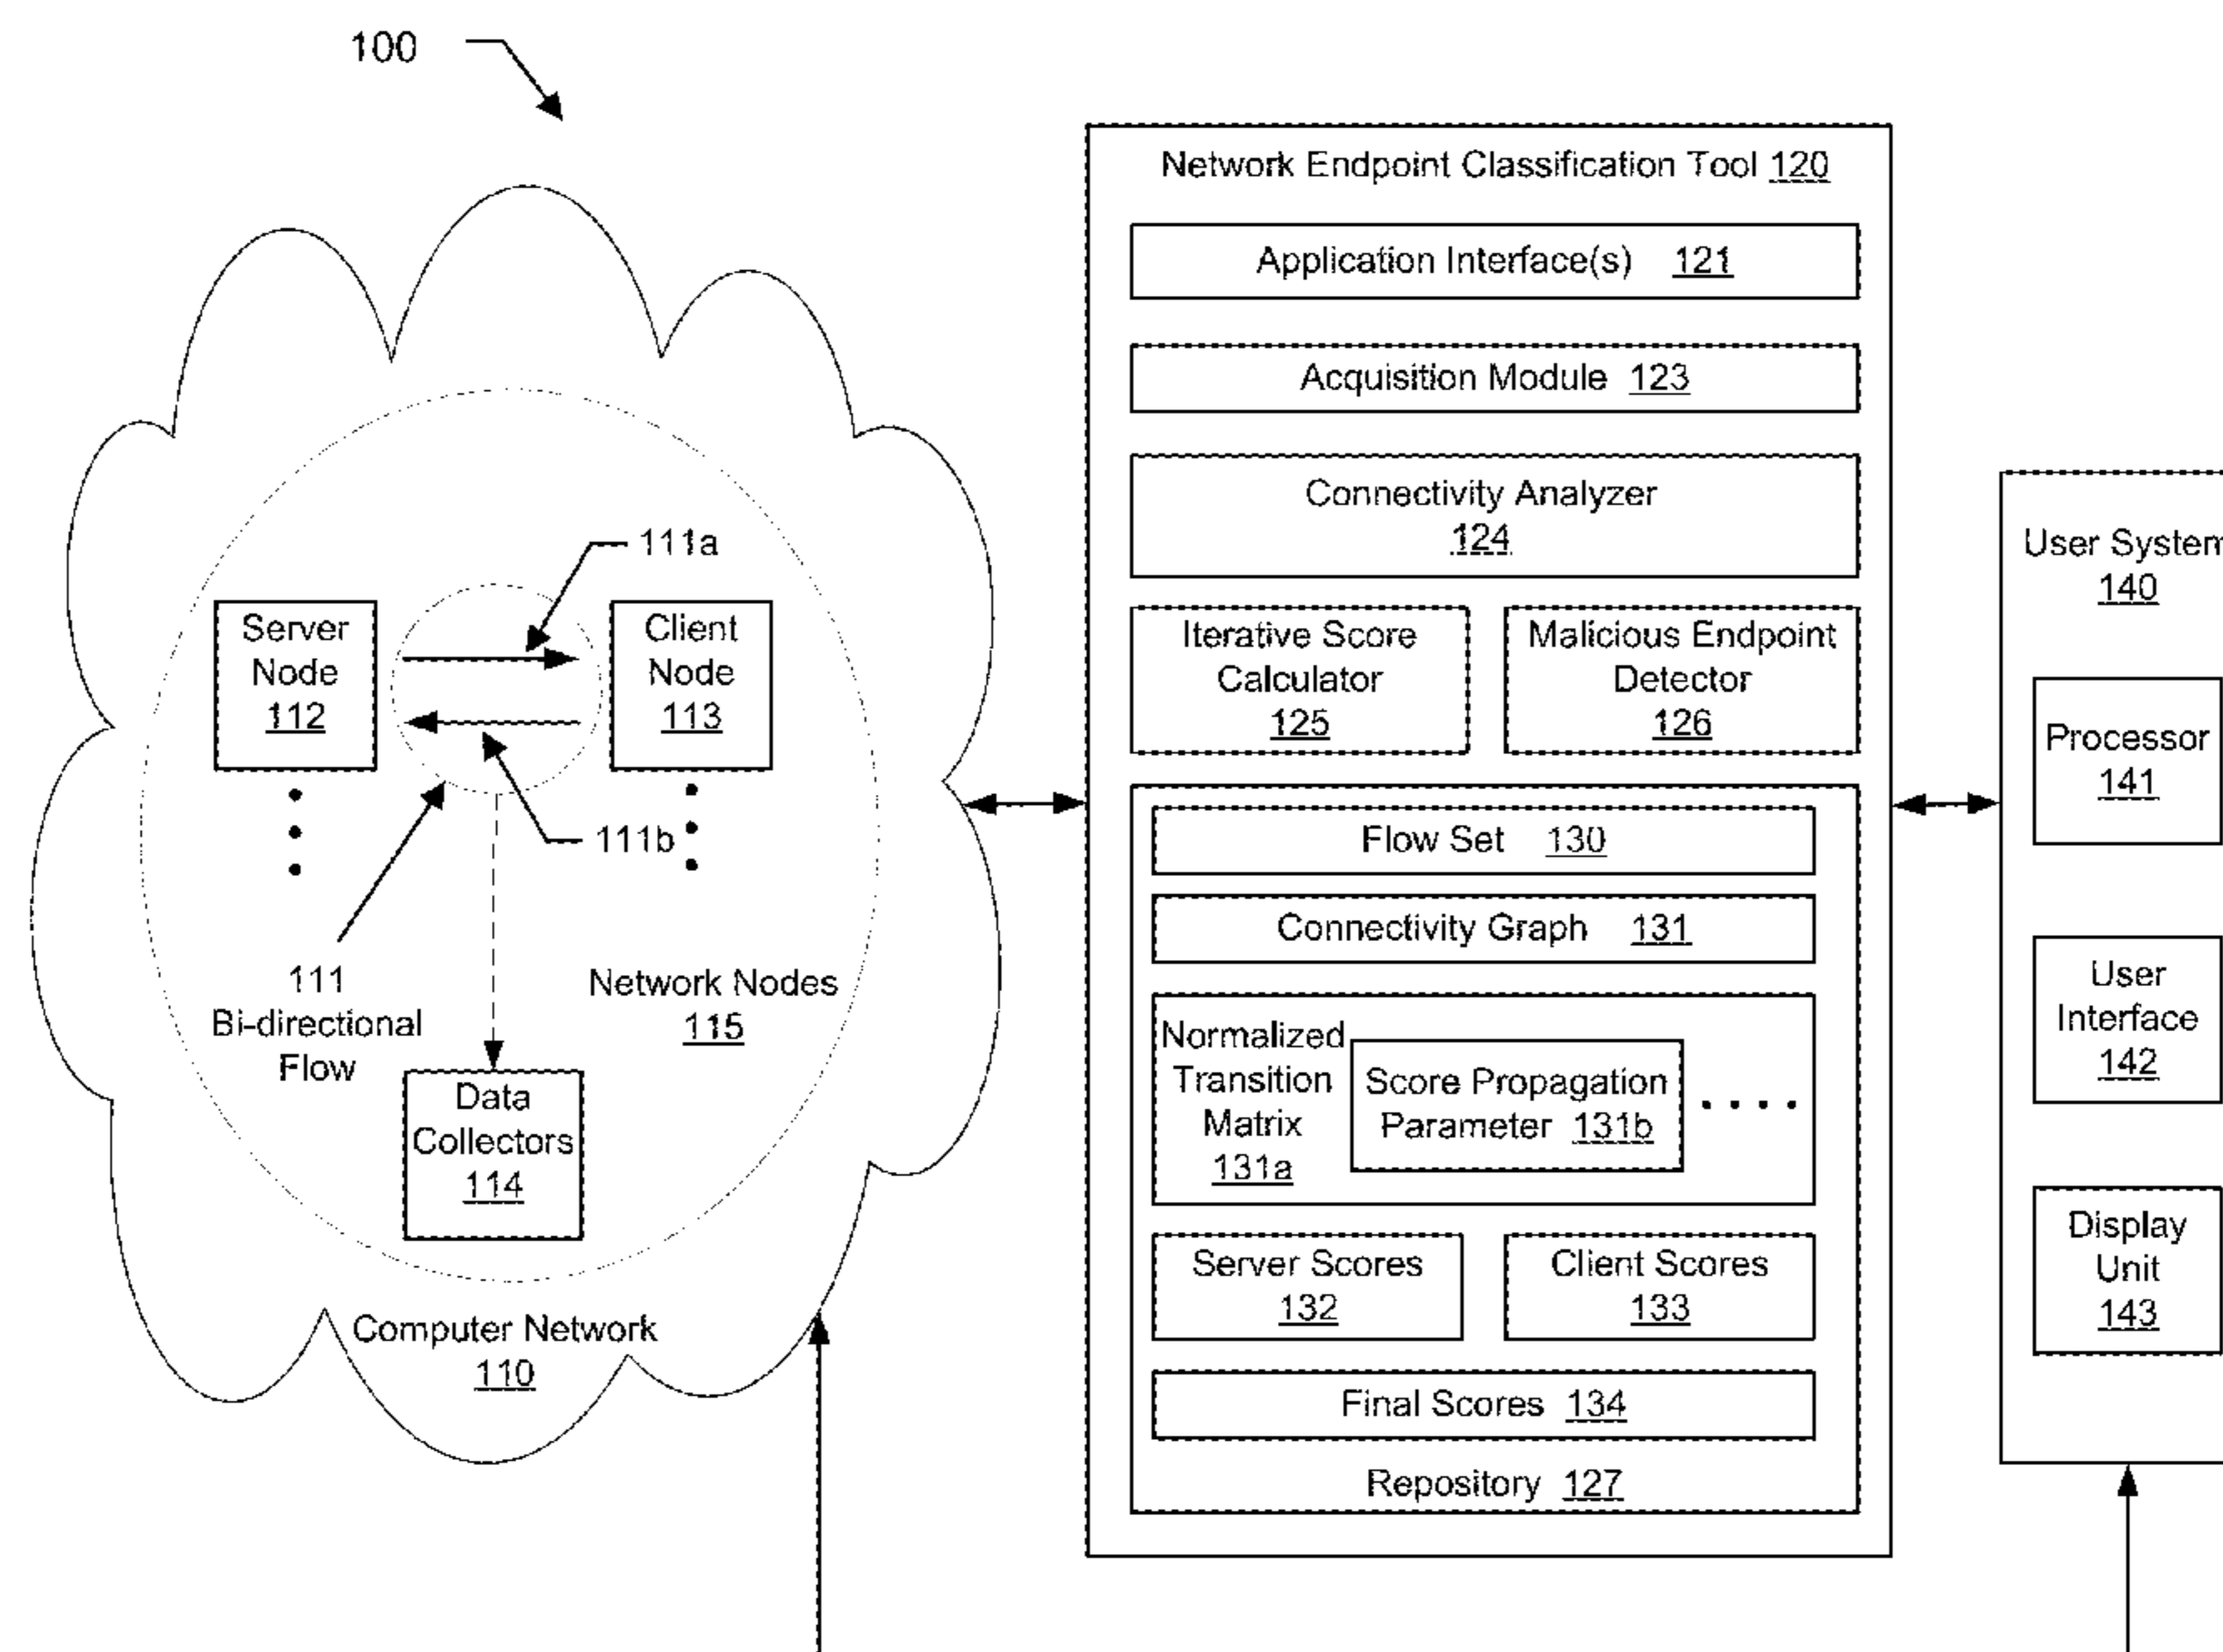 100
Network Endpoint Classification Tool 120
Application Interface(s) 121
Acquisition Module 123
Connectivity Analyzer
124
Iterative Score
Calculator
125
Malicious Endpoint
Detector
126
Flow Set 130
Connectivity Graph 131
Normalized
Transition
Matrix
131a
Score Propagation
Parameter 131b
Server Scores
132
Client Scores
133
Final Scores 134
Repository 127
111a
Server
Node
112
Client
Node
113
111b
111
Bi-directional
Flow
Network Nodes
115
Data
Collectors
114
Computer Network
110
User System
140
Processor
141
User
Interface
142
Display
Unit
143